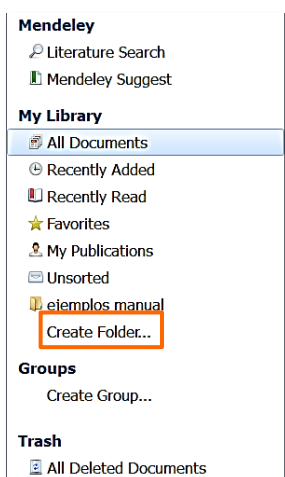 Mendeley
Literature Search
Mendeley Suggest
My Library
All Documents
Recently Added
Recently Read
Favorites
My Publications
Unsorted
ejemplos manual
Create Folder...
Groups
Create Group...
Trash
All Deleted Documents